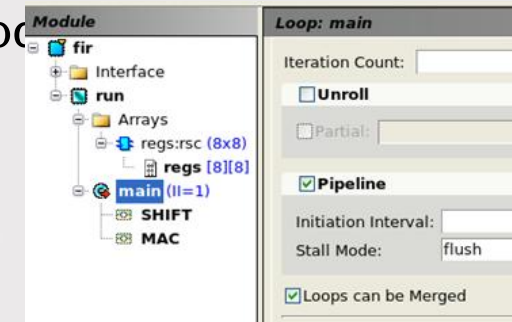 Module
fir
Interface
run
Arrays
regs:rsc (8x8)
regs [8][8]
main (II=1)
SHIFT
MAC
Loop: main
Iteration Count:
Unroll
Partial:
Pipeline
Initiation Interval:
Stall Mode: flush
Loops can be Merged